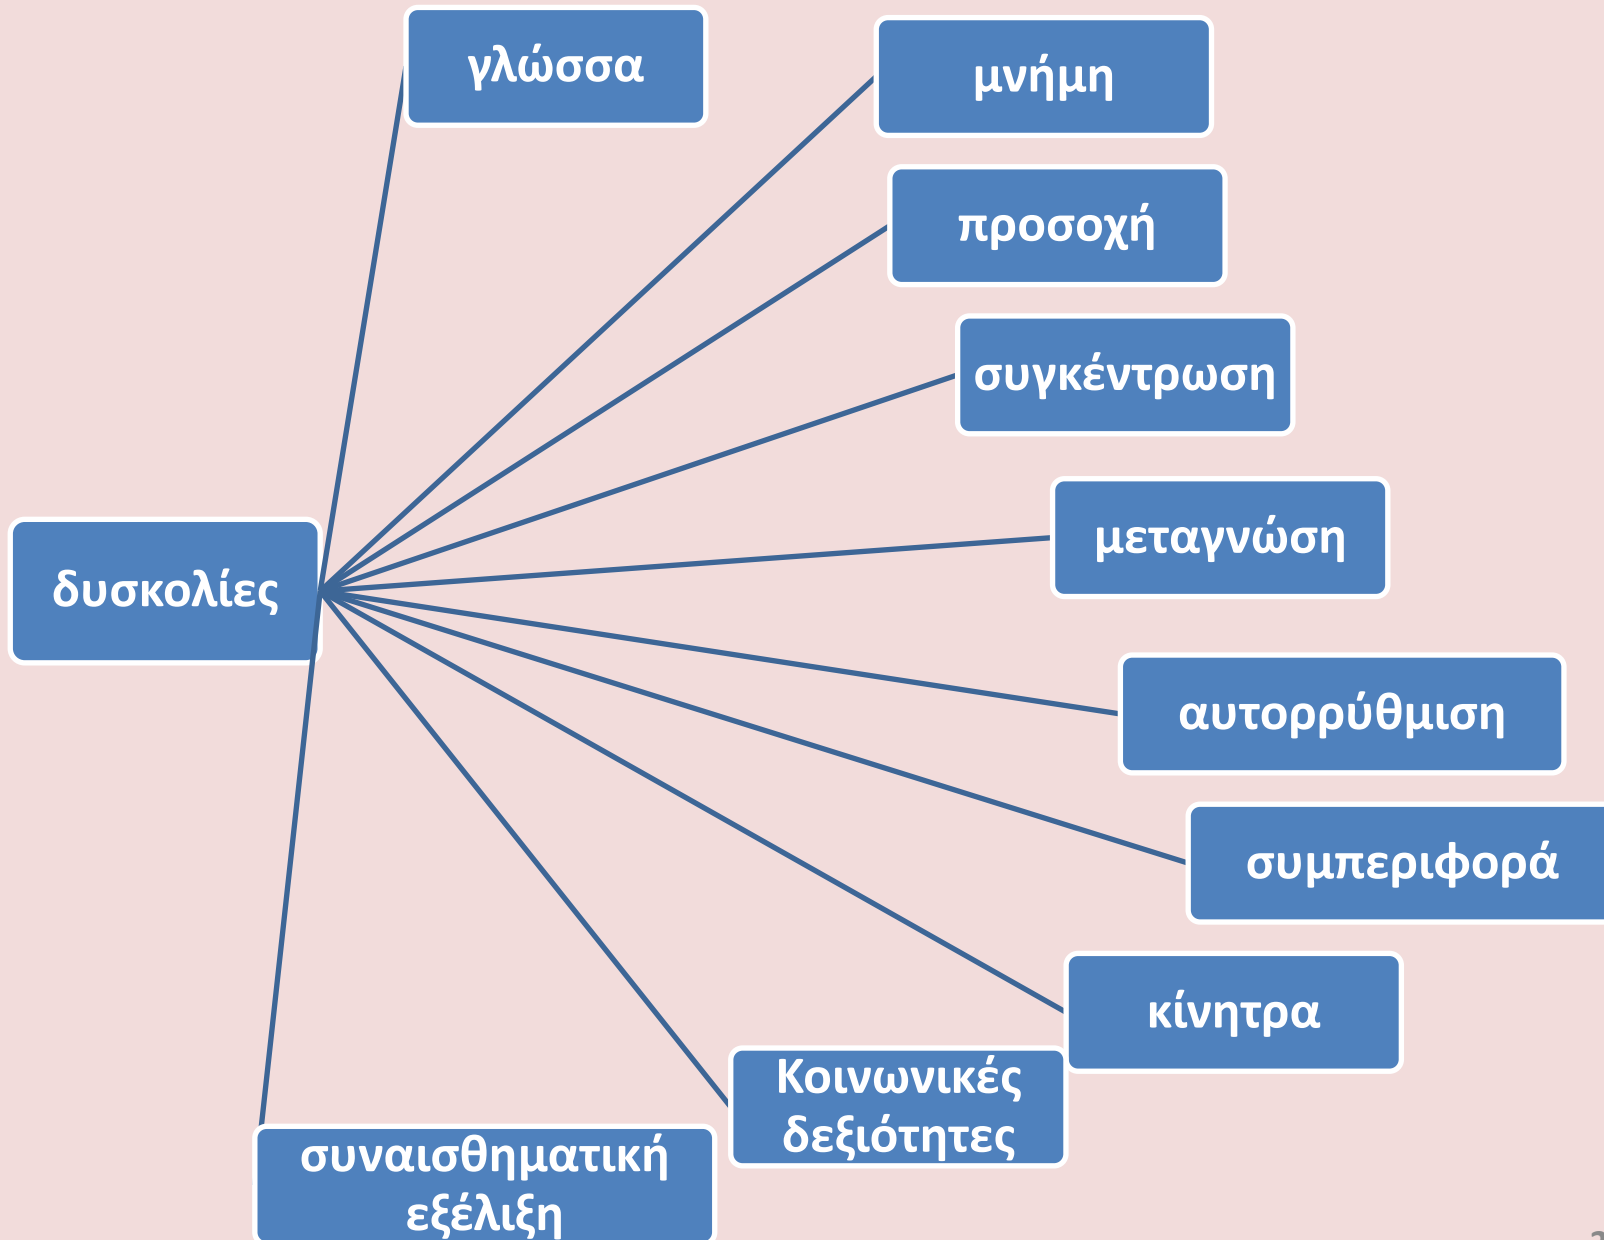 γλώσσα
μνήμη
προσοχή
συγκέντρωση
μεταγνώση
δυσκολίες
αυτορρύθμιση
συμπεριφορά
κίνητρα
Κοινωνικές
δεξιότητες
συναισθηματική
εξέλιξη